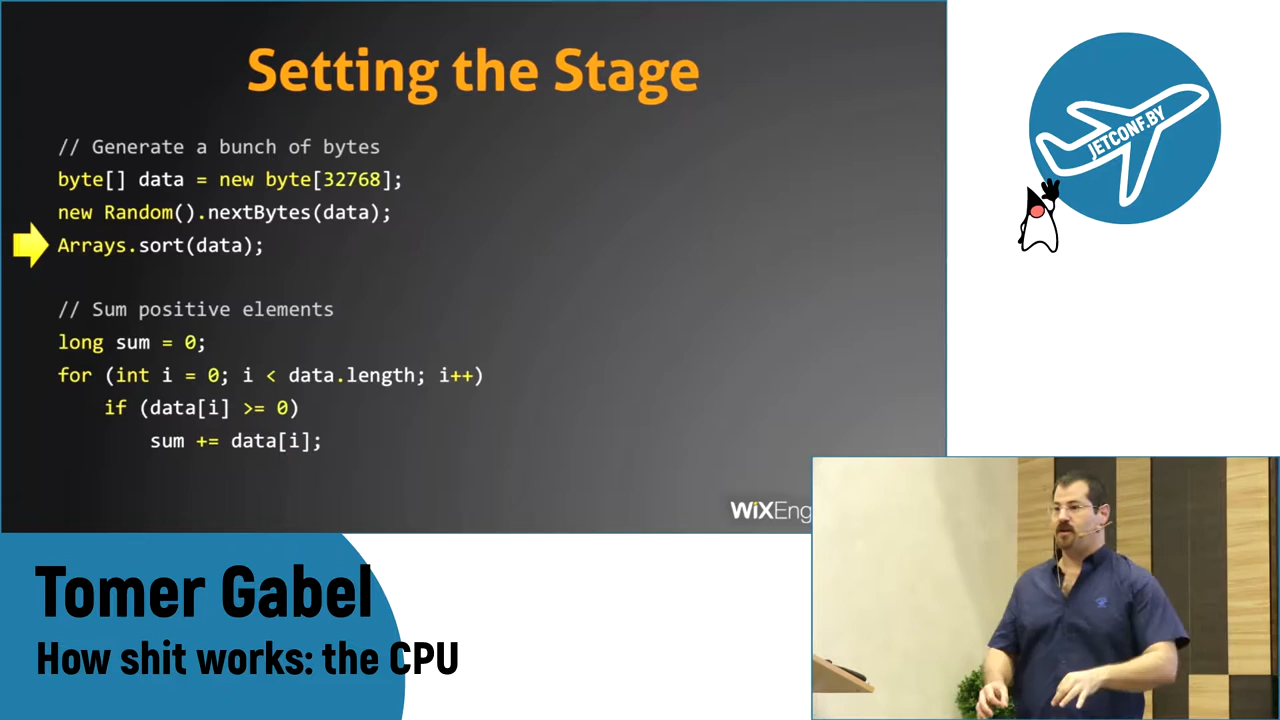 Setting the Stage
// Generate a bunch of bytes
byte[] data = new byte[32768];
new Random().nextBytes(data);
Arrays.sort(data);
// Sum positive elements
long sum = 0;
for (int i = 0; i < data.length; i++)
if (data[i] >= 0)
sum += data[i];
WiXEng
JETCONF.BY
Tomer Gabel
How shit works: the CPU